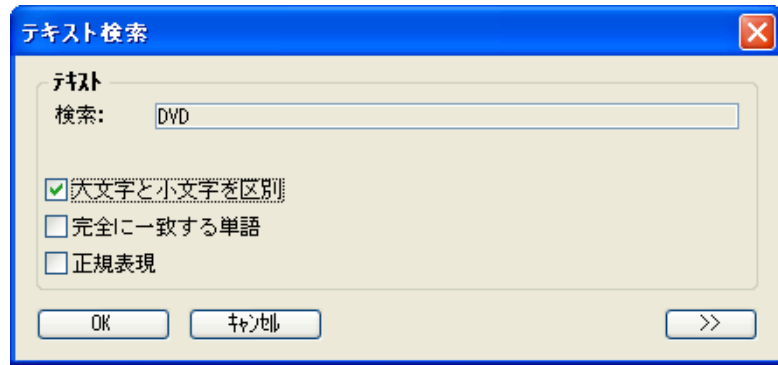 テキスト検索
ﾃｷｽﾄ
検索: DVD
大文字と小文字を区別
完全に一致する単語
正規表現
OK ｷｬﾝｾﾙ >>